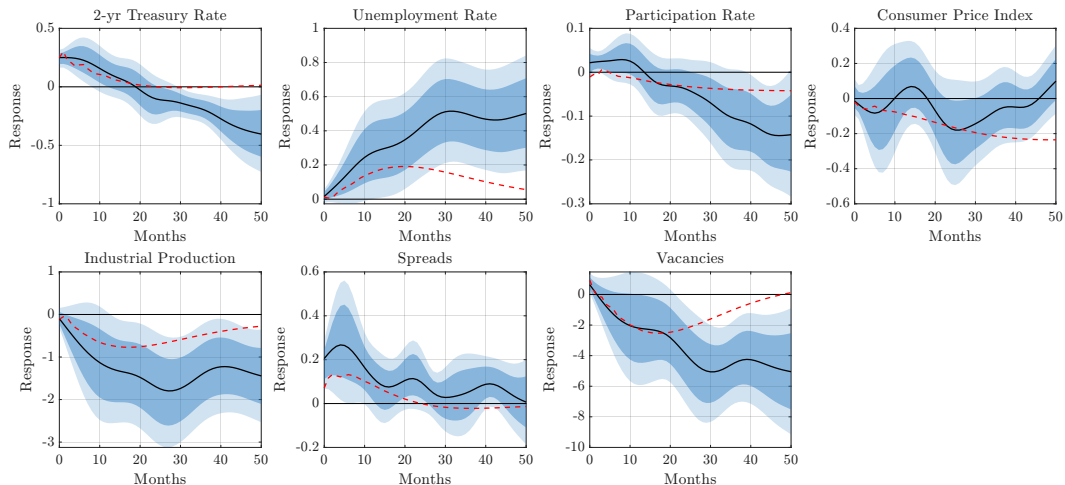 2-yr Treasury Rate
0.5
0
-0.5
-1
Response
0 10 20 30 40 50
Months
Unemployment Rate
1
0.8
0.6
0.4
0.2
0
Response
0 10 20 30 40 50
Months
Participation Rate
0.1
0
-0.1
-0.2
-0.3
Response
0 10 20 30 40 50
Months
Consumer Price Index
0.4
0.2
0
-0.2
-0.4
-0.6
Response
0 10 20 30 40 50
Months
Industrial Production
1
0
-1
-2
-3
Response
0 10 20 30 40 50
Months
Spreads
0.6
0.4
0.2
0
-0.2
Response
0 10 20 30 40 50
Months
Vacancies
0
-2
-4
-6
-8
-10
Response
0 10 20 30 40 50
Months